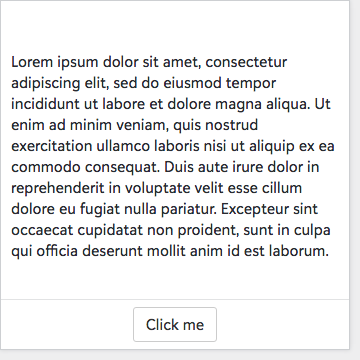 Lorem ipsum dolor sit amet, consectetur
adipiscing elit, sed do eiusmod tempor
incididunt ut labore et dolore magna aliqua. Ut
enim ad minim veniam, quis nostrud
exercitation ullamco laboris nisi ut aliquip ex ea
commodo consequat. Duis aute irure dolor in
reprehenderit in voluptate velit esse cillum
dolore eu fugiat nulla pariatur. Excepteur sint
occaecat cupidatat non proident, sunt in culpa
qui officia deserunt mollit anim id est laborum.
Click me